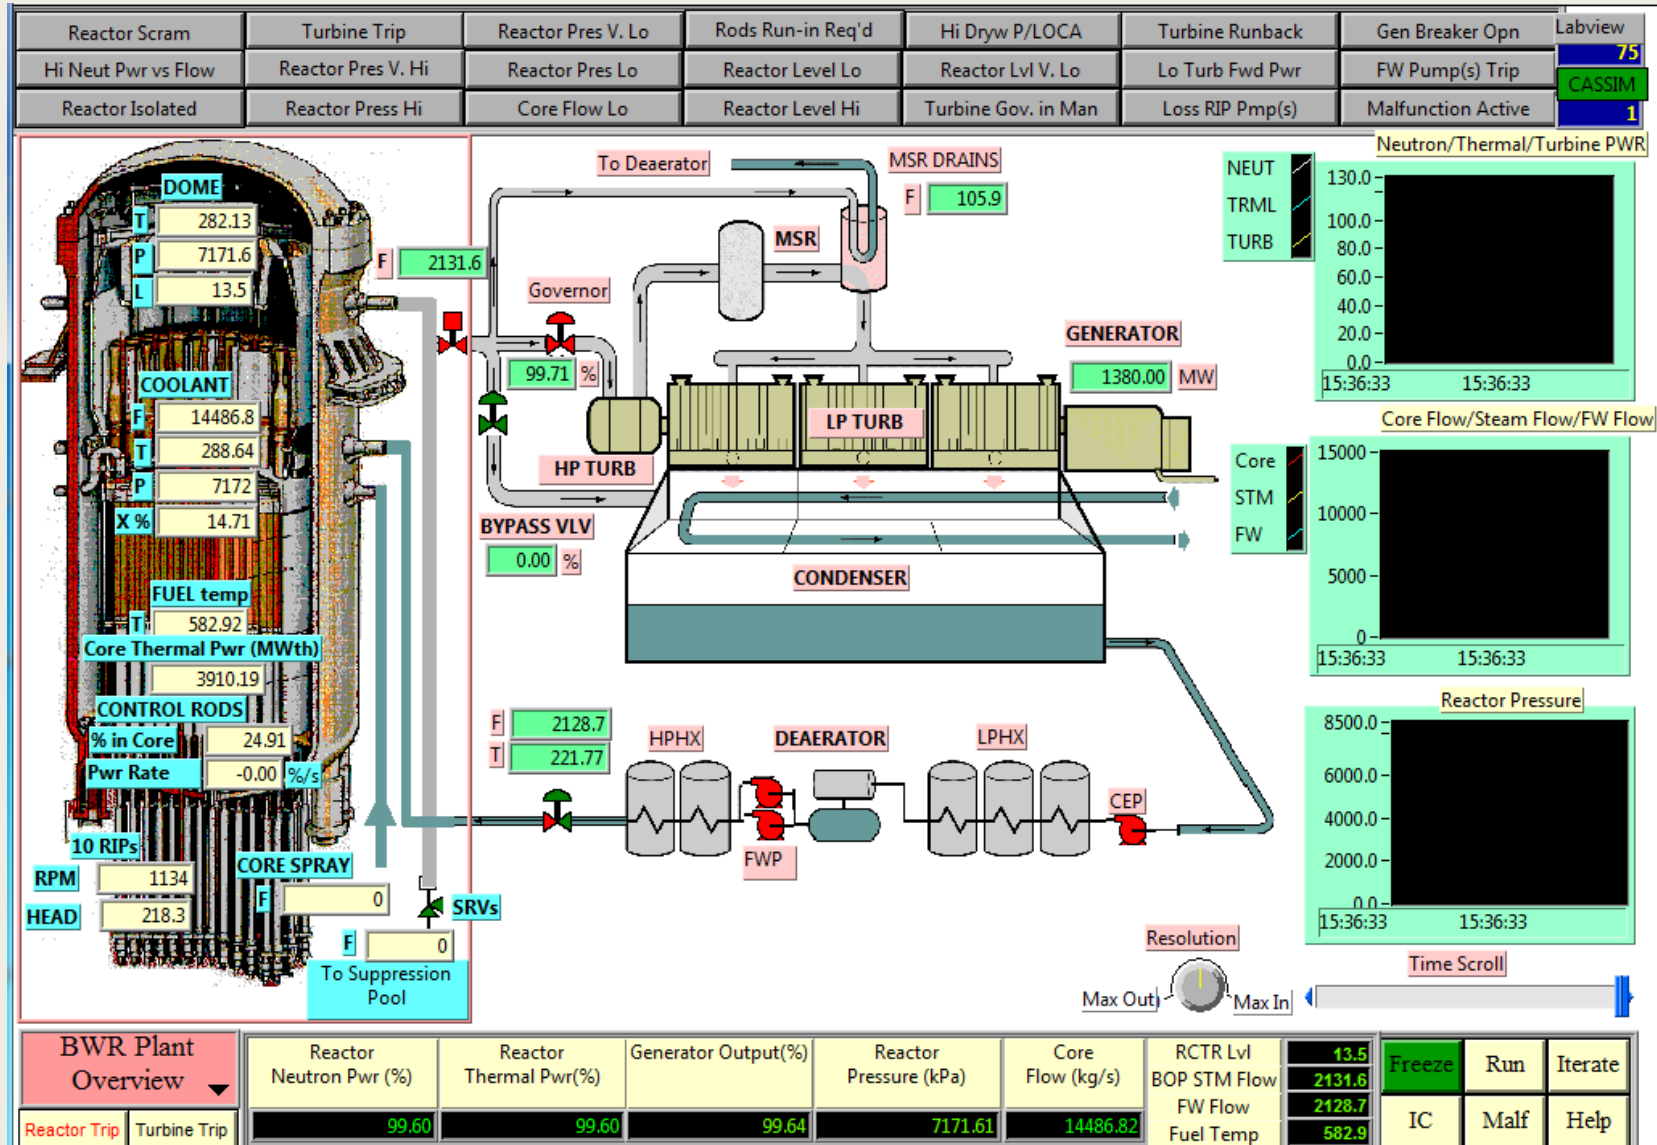 Reactor Scram
Turbine Trip
Reactor Pres V. Lo
Rods Run-in Req'd
Hi Dryw P/LOCA
Turbine Runback
Gen Breaker Opn
Labview
75
Hi Neut Pwr vs Flow
Reactor Pres V. Hi
Reactor Pres Lo
Reactor Level Lo
Reactor Lvl V. Lo
Lo Turb Fwd Pwr
FW Pump(s) Trip
CASSIM
Reactor Isolated
Reactor Press Hi
Core Flow Lo
Reactor Level Hi
Turbine Gov. in Man
Loss RIP Pmp(s)
Malfunction Active
1
DOME
T 282.13
P 7171.6
L 13.5
COOLANT
F 14486.8
T 288.64
P 7172
X % 14.71
FUEL temp
T 582.92
Core Thermal Pwr (MWth)
3910.19
CONTROL RODS
% in Core 24.91
Pwr Rate -0.00 %/s
10 RIPs
RPM 1134
HEAD 218.3
CORE SPRAY
F 0
SRVs
F 0
To Suppression
Pool
To Deaerator
MSR DRAINS
F 105.9
MSR
F 2131.6
Governor
99.71 %
GENERATOR
1380.00 MW
LP TURB
HP TURB
BYPASS VLV
0.00 %
CONDENSER
F 2128.7
T 221.77
HPHX
DEAERATOR
LPHX
CEP
FWP
Neutron/Thermal/Turbine PWR
NEUT
TRML
TURB
130.0
100.0
80.0
60.0
40.0
20.0
0.0
15:36:33 15:36:33
Core Flow/Steam Flow/FW Flow
Core
STM
FW
15000
10000
5000
0
15:36:33 15:36:33
Reactor Pressure
8500.0
6000.0
4000.0
2000.0
0.0
15:36:33 15:36:33
Resolution
Max Out
Max In
Time Scroll
BWR Plant
Overview
Reactor Trip
Turbine Trip
Reactor
Neutron Pwr (%)
99.60
Reactor
Thermal Pwr(%)
99.60
Generator Output(%)
99.64
Reactor
Pressure (kPa)
7171.61
Core
Flow (kg/s)
14486.82
RCTR Lvl 13.5
BOP STM Flow 2131.6
FW Flow 2128.7
Fuel Temp 582.9
Freeze
Run
Iterate
IC
Malf
Help